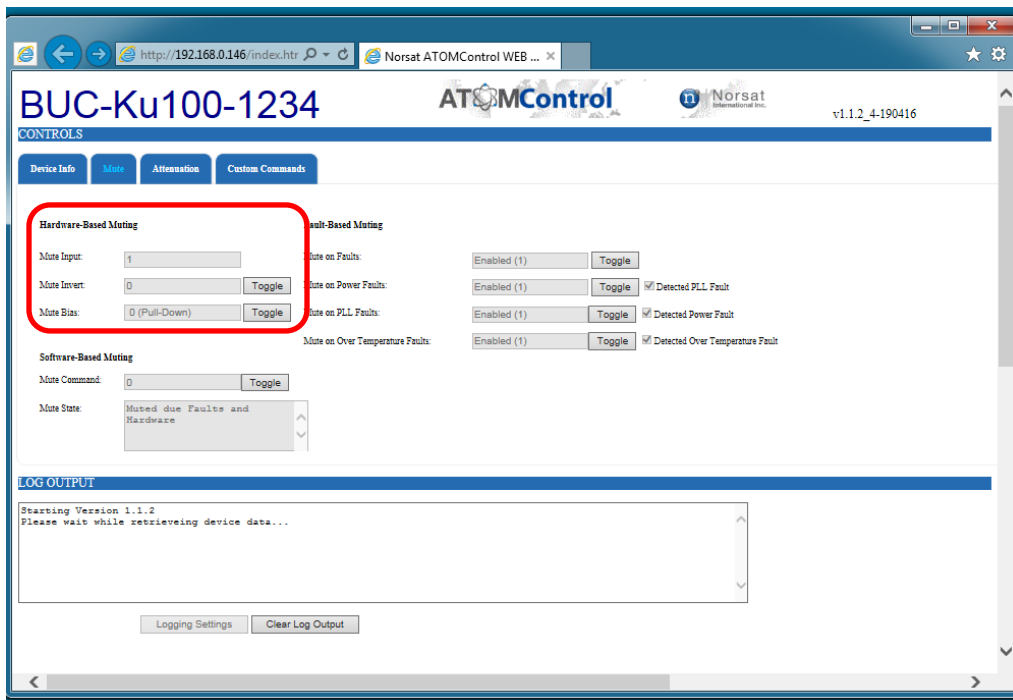 http://192.168.0.146/index.htr
Norsat ATOMControl WEB ...
BUC-Ku100-1234
ATOMControl
n Norsat
International Inc.
v1.1.2_4-190416
CONTROLS
Device Info
Mute
Attenuation
Custom Commands
Hardware-Based Muting
Mute Input:
1
Mute Invert:
0
Toggle
Mute Bias:
0 (Pull-Down)
Toggle
Software-Based Muting
Mute Command:
0
Toggle
Mute State:
Muted due Faults and
Hardware
Fault-Based Muting
Mute on Faults:
Enabled (1)
Toggle
Mute on Power Faults:
Enabled (1)
Toggle
Detected PLL Fault
Mute on PLL Faults:
Enabled (1)
Toggle
Detected Power Fault
Mute on Over Temperature Faults:
Enabled (1)
Toggle
Detected Over Temperature Fault
LOG OUTPUT
Starting Version 1.1.2
Please wait while retrieveing device data...
Logging Settings
Clear Log Output